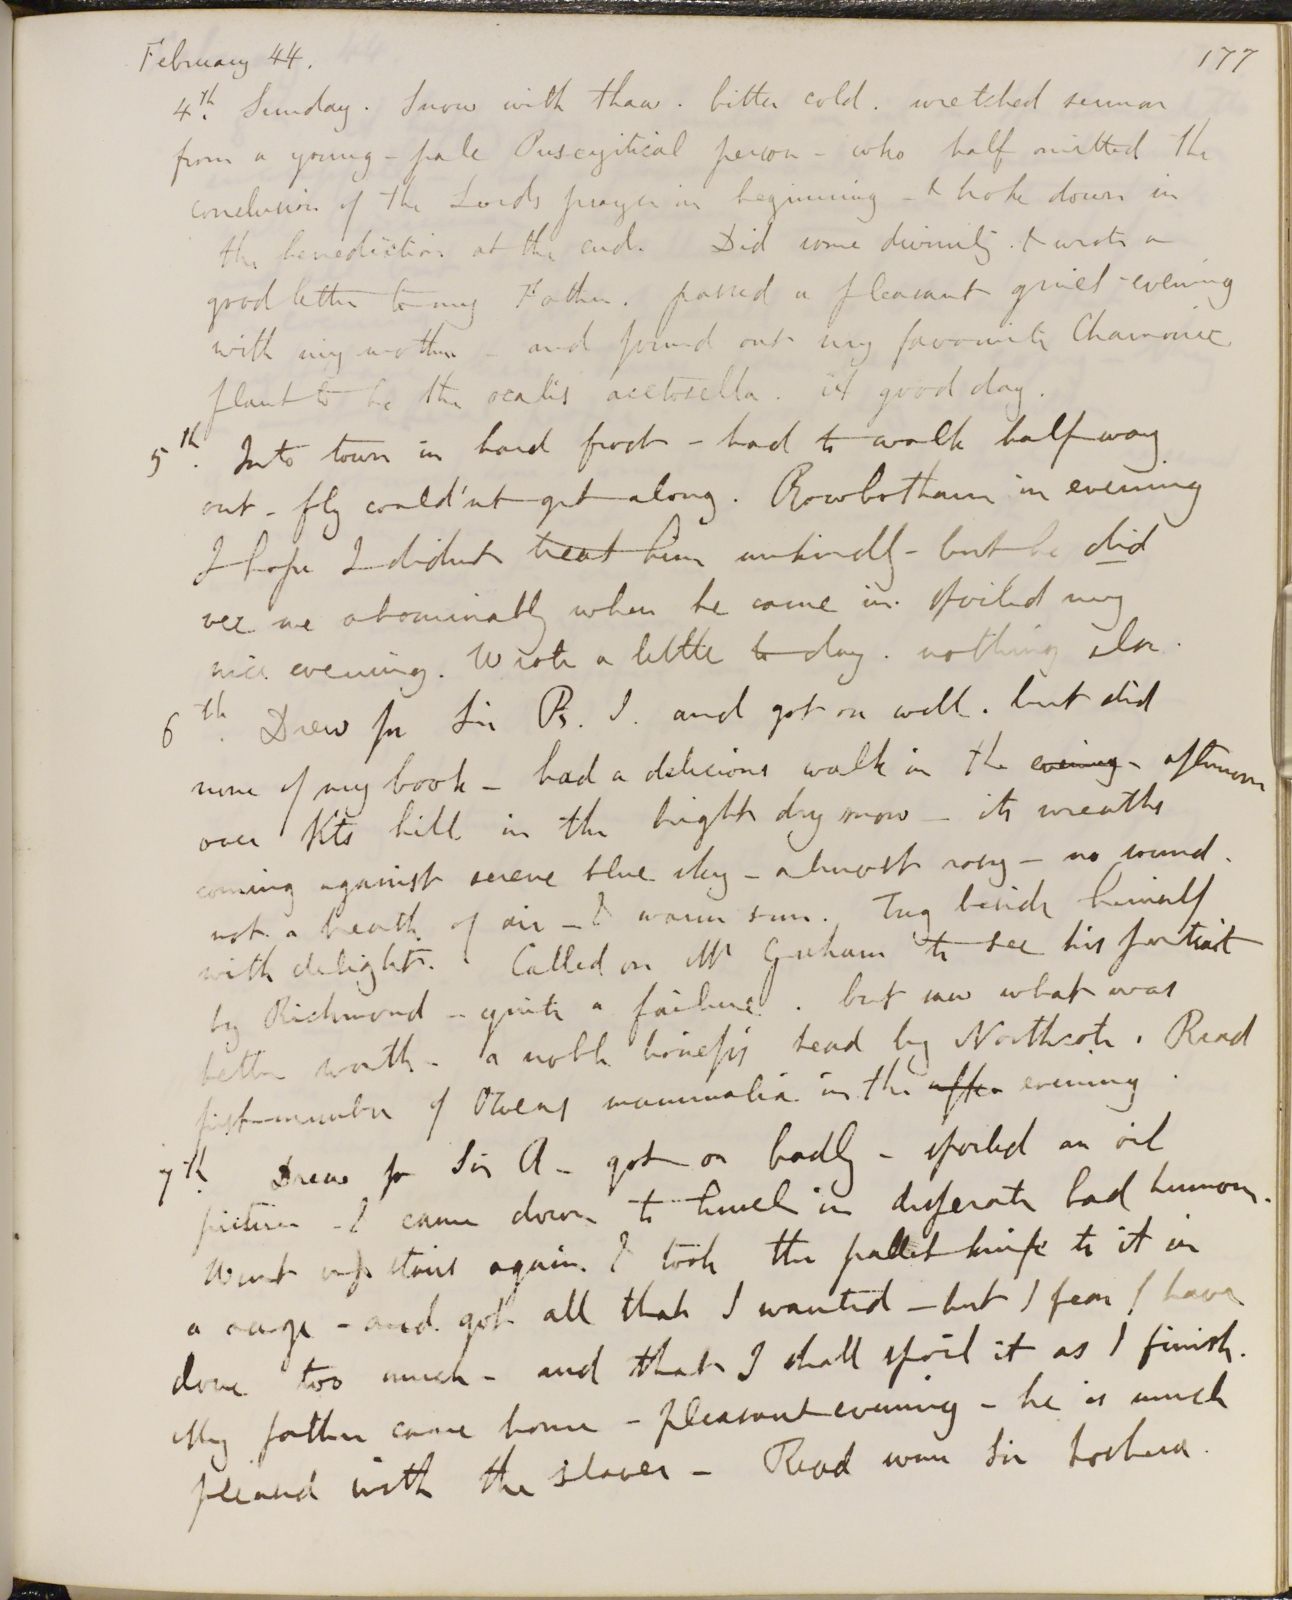 February 44.
177
4th. Sunday. Snow with thaw. bitter cold. wretched sermon
from a young - pale Puseyitical person - who half omitted the
conclusion of the Lords prayer in beginning - & broke down in
the benediction at the end. Did some divinity. & wrote a
good letter to my Father. passed a pleasant quiet evening
with my mother - and found out my favourite Chamonix
plant to be the oxalis acetosella. a good day.
5th. Into town in hard frost - had to walk half way
out - fly could'nt get along. Rowbotham in evening
I hope I didnt treat him unkindly - but he did
vex me abominably when he came in. spoiled my
nice evening. Wrote a little to day. nothing else.
6th. Drew for Sir R. I. and got on well. but did
none of my book - had a delicious walk in the evening - afternoon
over Kts hill in the bright dry snow - its wreaths
coming against serene blue sky - almost rosy - no sound.
not a breath of air - & warm sun. Tug beside himself
with delight. Called on Mr Graham to see his portrait
by Richmond - quite a failure. but saw what was
better worth - a noble head by Northcote. Read
first number of Owens mammalia in the after evening.
7th. Drew for Sir R - got on badly - spoiled an oil
picture - & came down to lunch in desperate bad humour.
Went up stairs again. & took the pallet knife to it in
a rage - and got all that I wanted - but I fear I have
done too much - and that I shall spoil it as I finish.
My father came home - pleasant evening - he is much
pleased with the slaver - Read some Sir